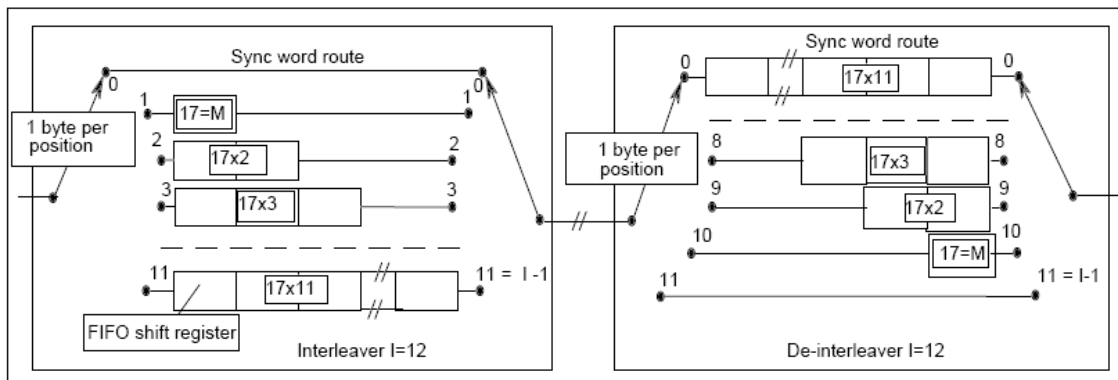 Sync word route
0
0
1
17=M
1
1 byte per
position
2
17x2
2
3
17x3
3
11
17x11
11 = I-1
FIFO shift register
Interleaver I=12
Sync word route
0
17x11
0
1 byte per
position
8
17x3
8
9
17x2
9
10
17=M
10
11
11 = I-1
De-interleaver I=12